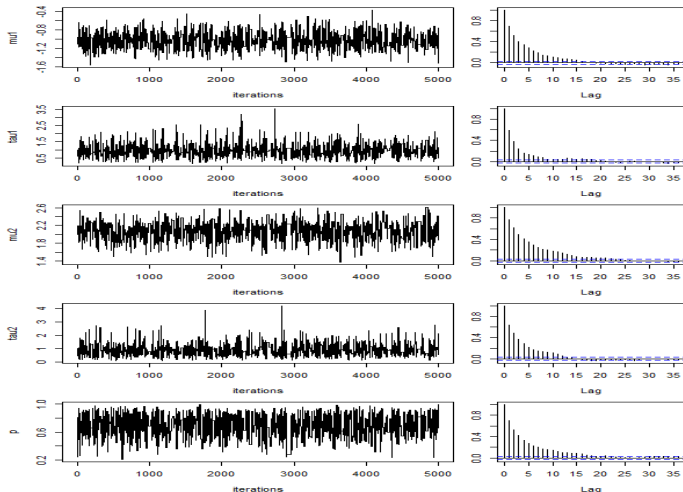 mu1
-1.6 -1.2 -0.8 -0.4
0 1000 2000 3000 4000 5000
iterations
0.0 0.4 0.8
0 5 10 15 20 25 30 35
Lag
tau1
0.5 1.5 2.5 3.5
0 1000 2000 3000 4000 5000
iterations
0.0 0.4 0.8
0 5 10 15 20 25 30 35
Lag
mu2
1.4 1.8 2.2 2.6
0 1000 2000 3000 4000 5000
iterations
0.0 0.4 0.8
0 5 10 15 20 25 30 35
Lag
tau2
0 1 2 3 4
0 1000 2000 3000 4000 5000
iterations
0.0 0.4 0.8
0 5 10 15 20 25 30 35
Lag
p
0.2 0.6 1.0
0 1000 2000 3000 4000 5000
iterations
0.0 0.4 0.8
0 5 10 15 20 25 30 35
Lag